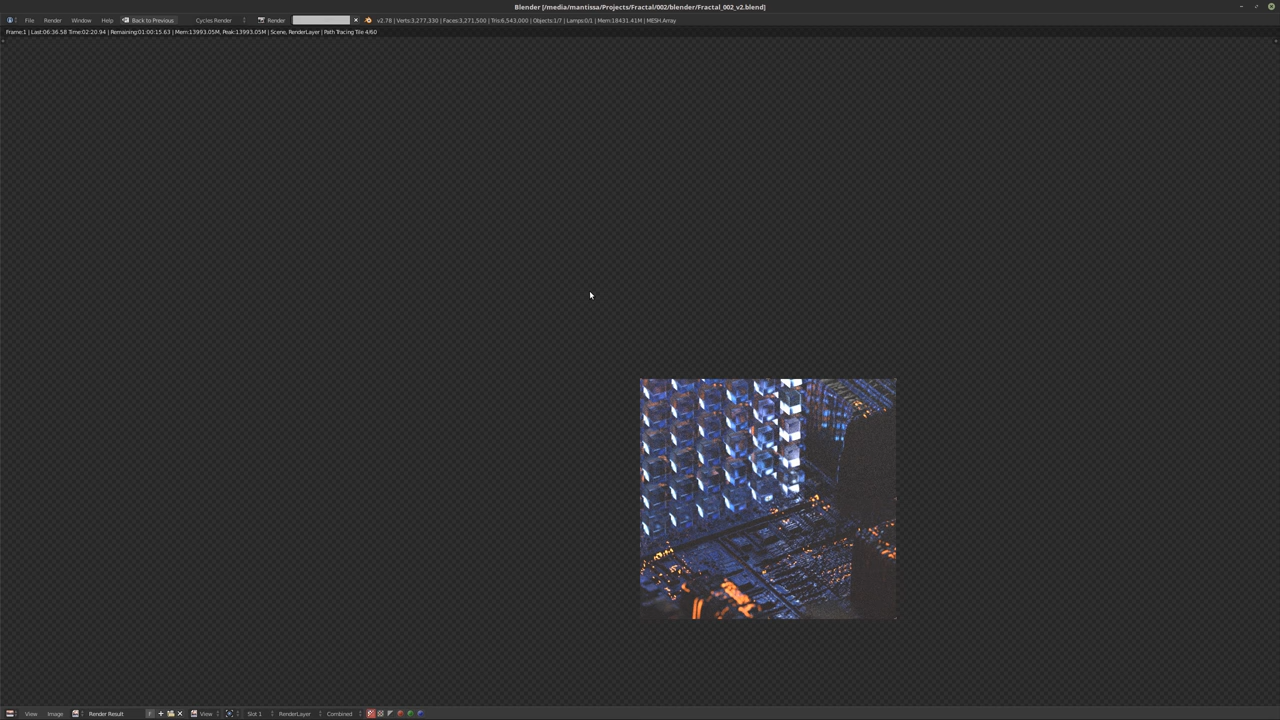 Blender [/media/mantissa/Projects/Fractal/002/blender/Fractal_002_v2.blend]
File Render Window Help Back to Previous Cycles Render Render v2.78 | Verts:3,277,330 | Faces:3,271,500 | Tris:6,543,000 | Objects:1/7 | Lamps:0/1 | Mem:18431.41M | MESH.Array
Frame:1 | Last:06:36.58 Time:02:20.94 | Remaining:01:00:15.63 | Mem:13993.05M, Peak:13993.05M | Scene, RenderLayer | Path Tracing Tile 4/60
View Image Render Result F View Slot 1 RenderLayer Combined